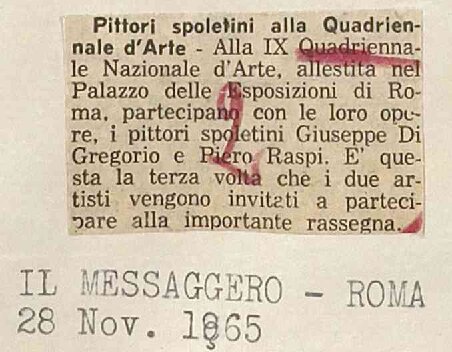 Pittori spoletini alla Quadrien-
nale d'Arte - Alla IX Quadrienna-
le Nazionale d'Arte, allestita nel
Palazzo delle Esposizioni di Ro-
ma, partecipano con le loro ope-
re, i pittori spoletini Giuseppe Di
Gregorio e Piero Raspi. E' que-
sta la terza volta che i due ar-
tisti vengono invitati a parteci-
pare alla importante rassegna.
2
IL MESSAGGERO - ROMA
28 Nov. 1965